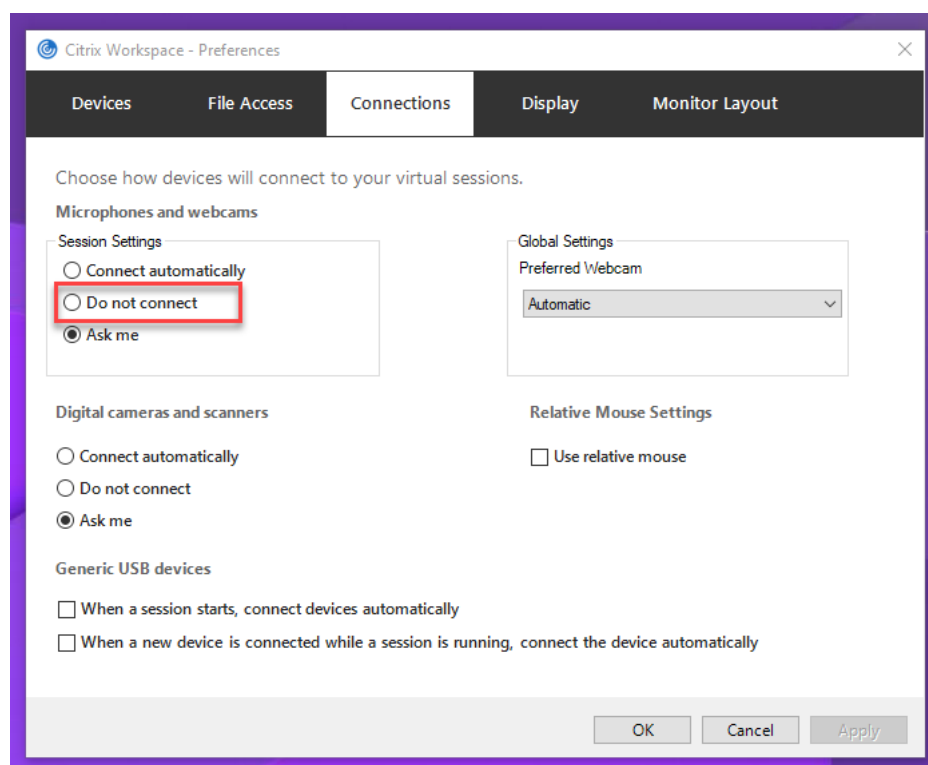 Citrix Workspace - Preferences
Devices File Access Connections Display Monitor Layout
Choose how devices will connect to your virtual sessions.
Microphones and webcams
Session Settings
Connect automatically
Do not connect
Ask me
Global Settings
Preferred Webcam
Automatic
Digital cameras and scanners
Connect automatically
Do not connect
Ask me
Relative Mouse Settings
Use relative mouse
Generic USB devices
When a session starts, connect devices automatically
When a new device is connected while a session is running, connect the device automatically
OK Cancel Apply